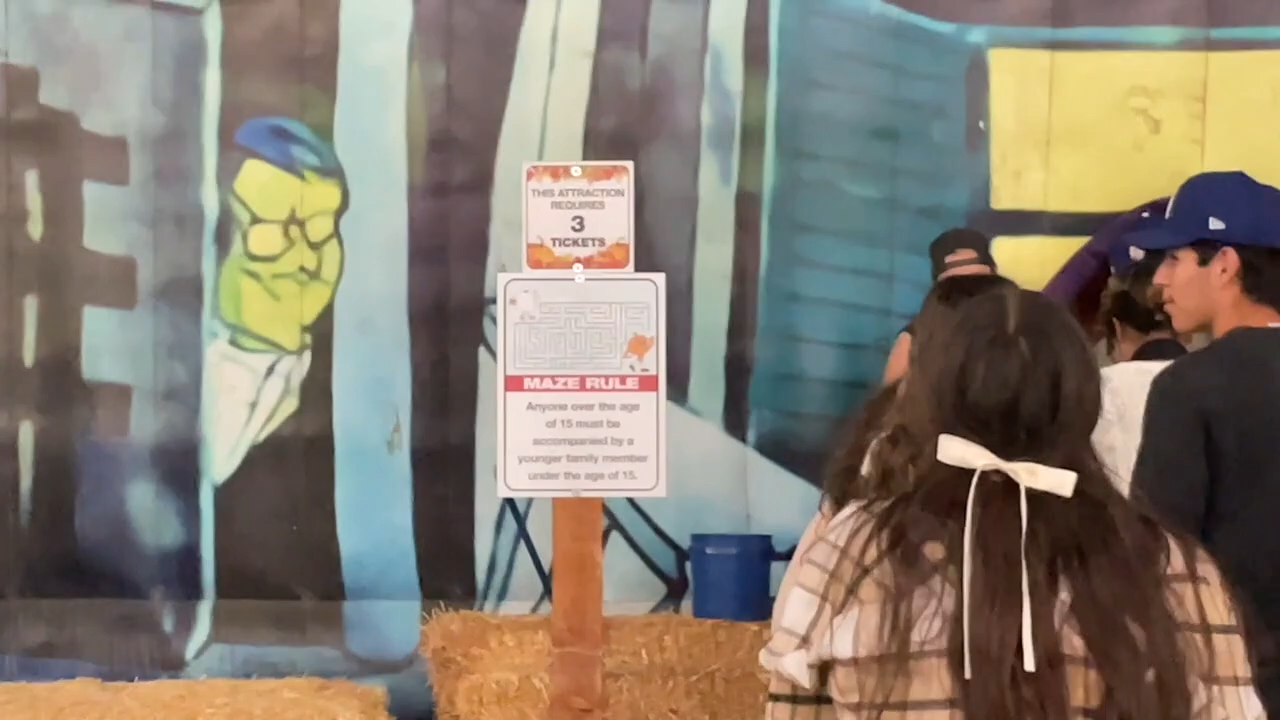 THIS ATTRACTION
REQUIRES
3
TICKETS
MAZE RULE
Anyone over the age
of 15 must be
accompanied by a
younger family member
under the age of 15.